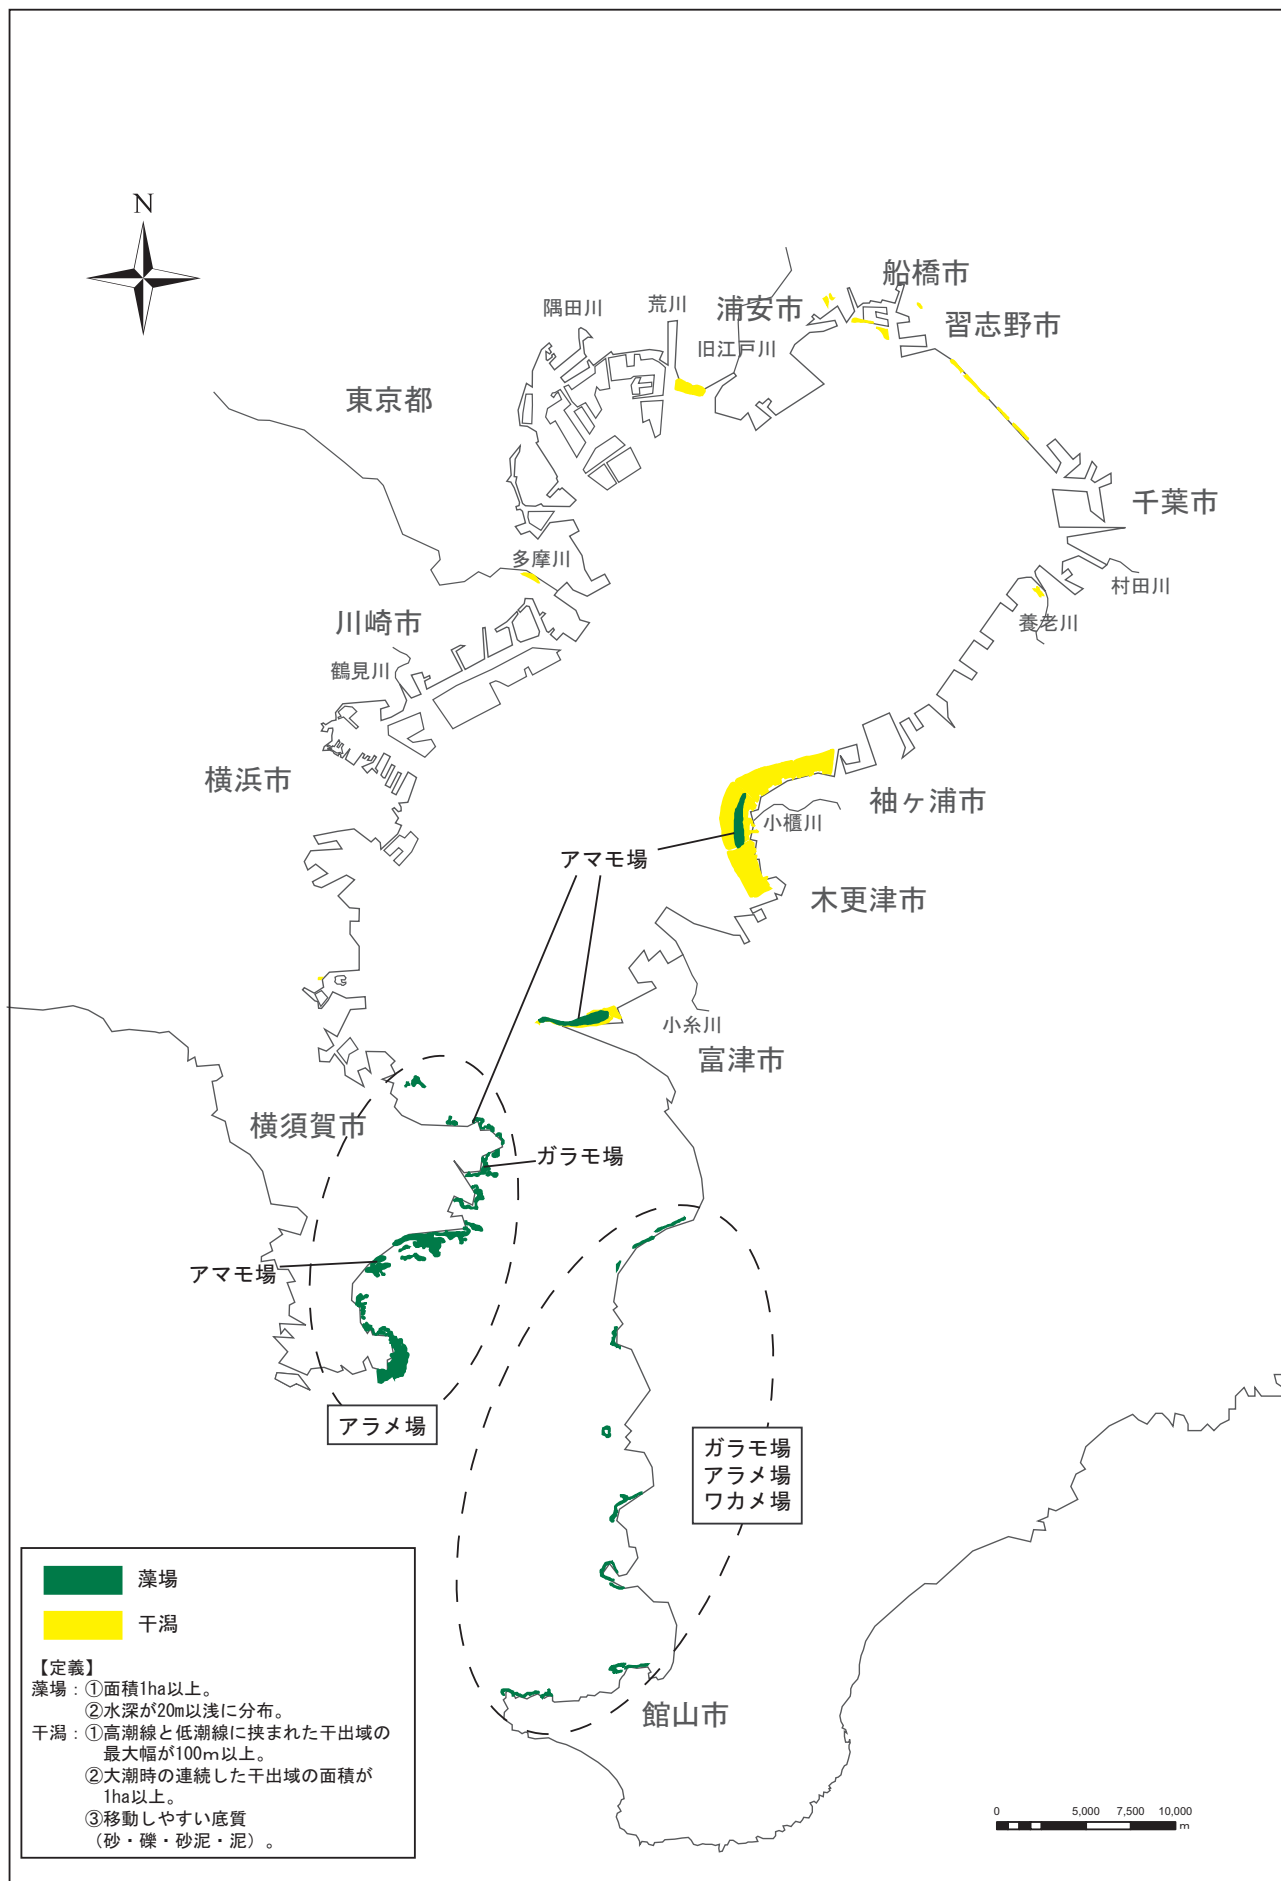 N
船橋市
隅田川
荒川
浦安市
習志野市
旧江戸川
東京都
千葉市
多摩川
村田川
川崎市
養老川
鶴見川
横浜市
袖ヶ浦市
小櫃川
アマモ場
木更津市
小糸川
富津市
横須賀市
ガラモ場
アマモ場
アラメ場
ガラモ場
アラメ場
ワカメ場
館山市
藻場
干潟
【定義】
藻場：①面積1ha以上。
②水深が20m以浅に分布。
干潟：①高潮線と低潮線に挟まれた干出域の
最大幅が100m以上。
②大潮時の連続した干出域の面積が
1ha以上。
③移動しやすい底質
（砂・礫・砂泥・泥）。
0 5,000 7,500 10,000
m